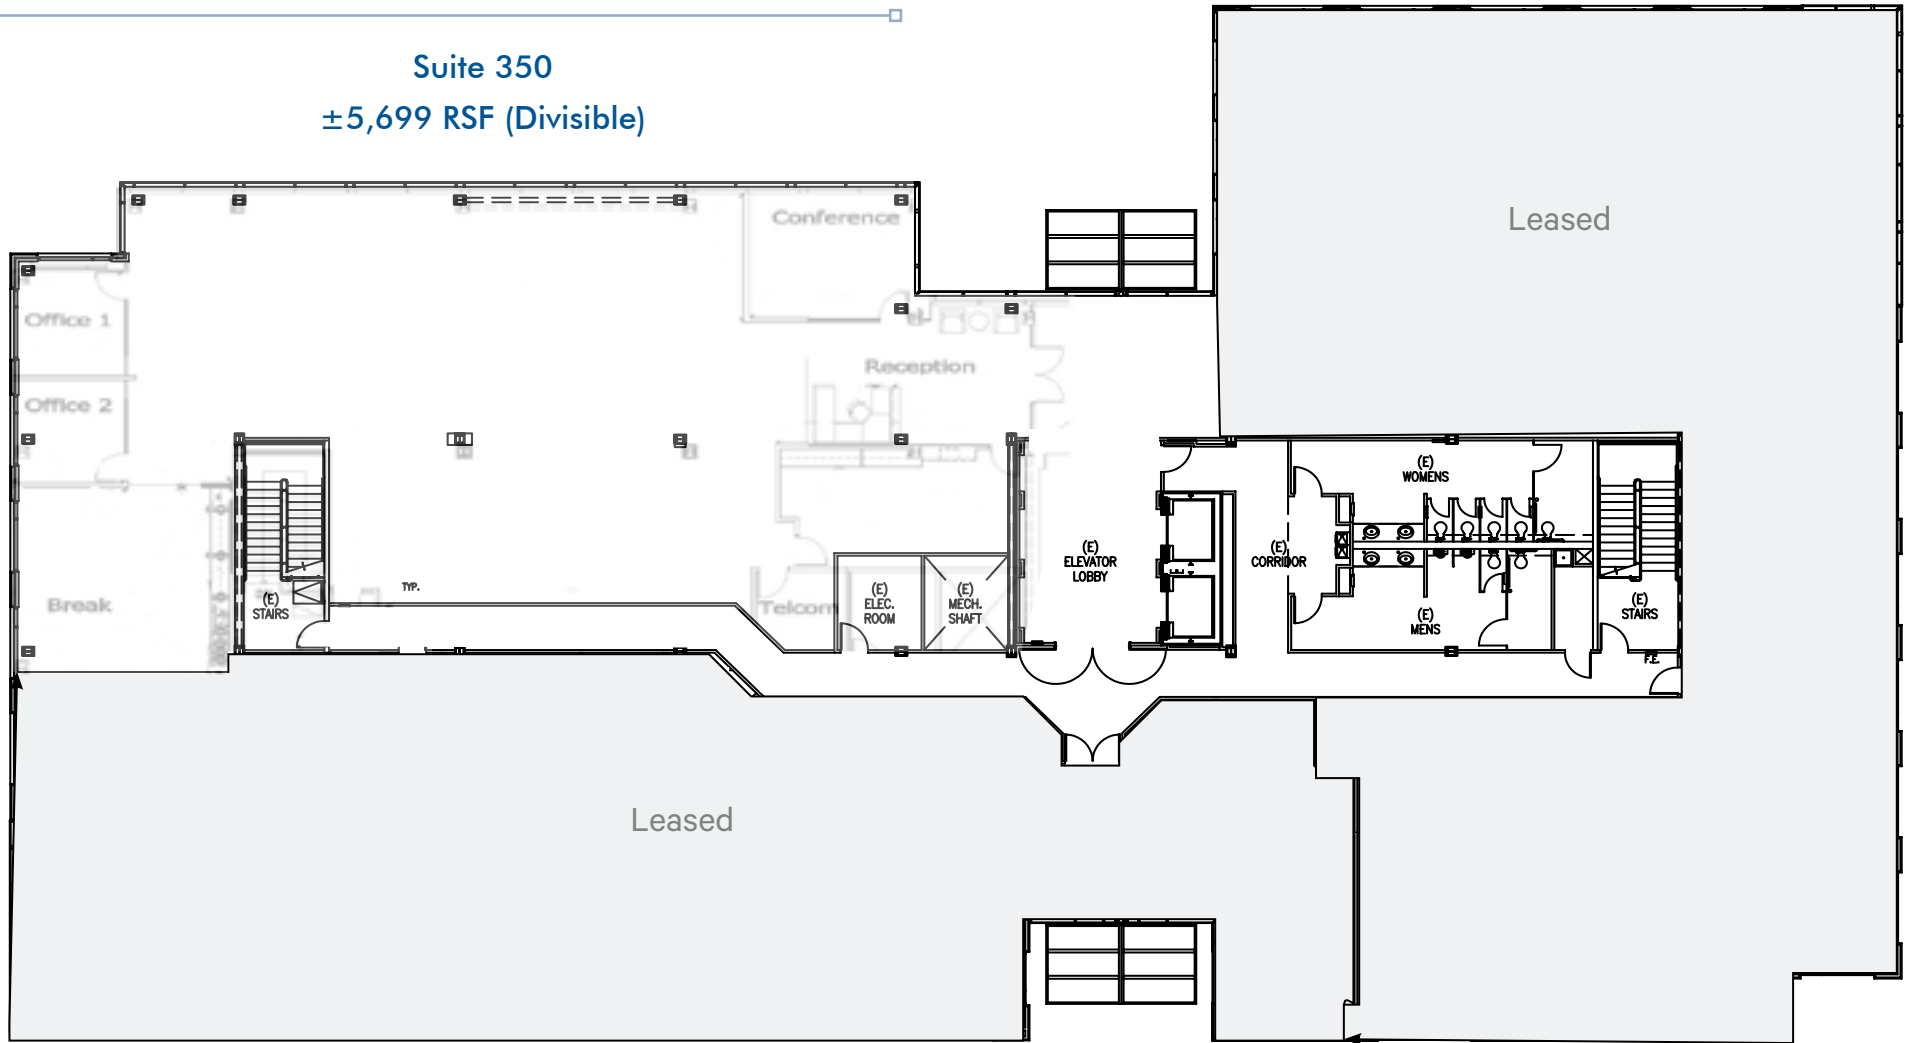 Suite 350
±5,699 RSF (Divisible)
Leased
Conference
Office 1
Reception
Office 2
(E)
WOMENS
(E)
ELEVATOR
LOBBY
(E)
CORRIDOR
TYP.
Break
(E)
STAIRS
Telcom
(E)
ELEC.
ROOM
(E)
MECH.
SHAFT
(E)
MENS
(E)
STAIRS
F.E.
Leased